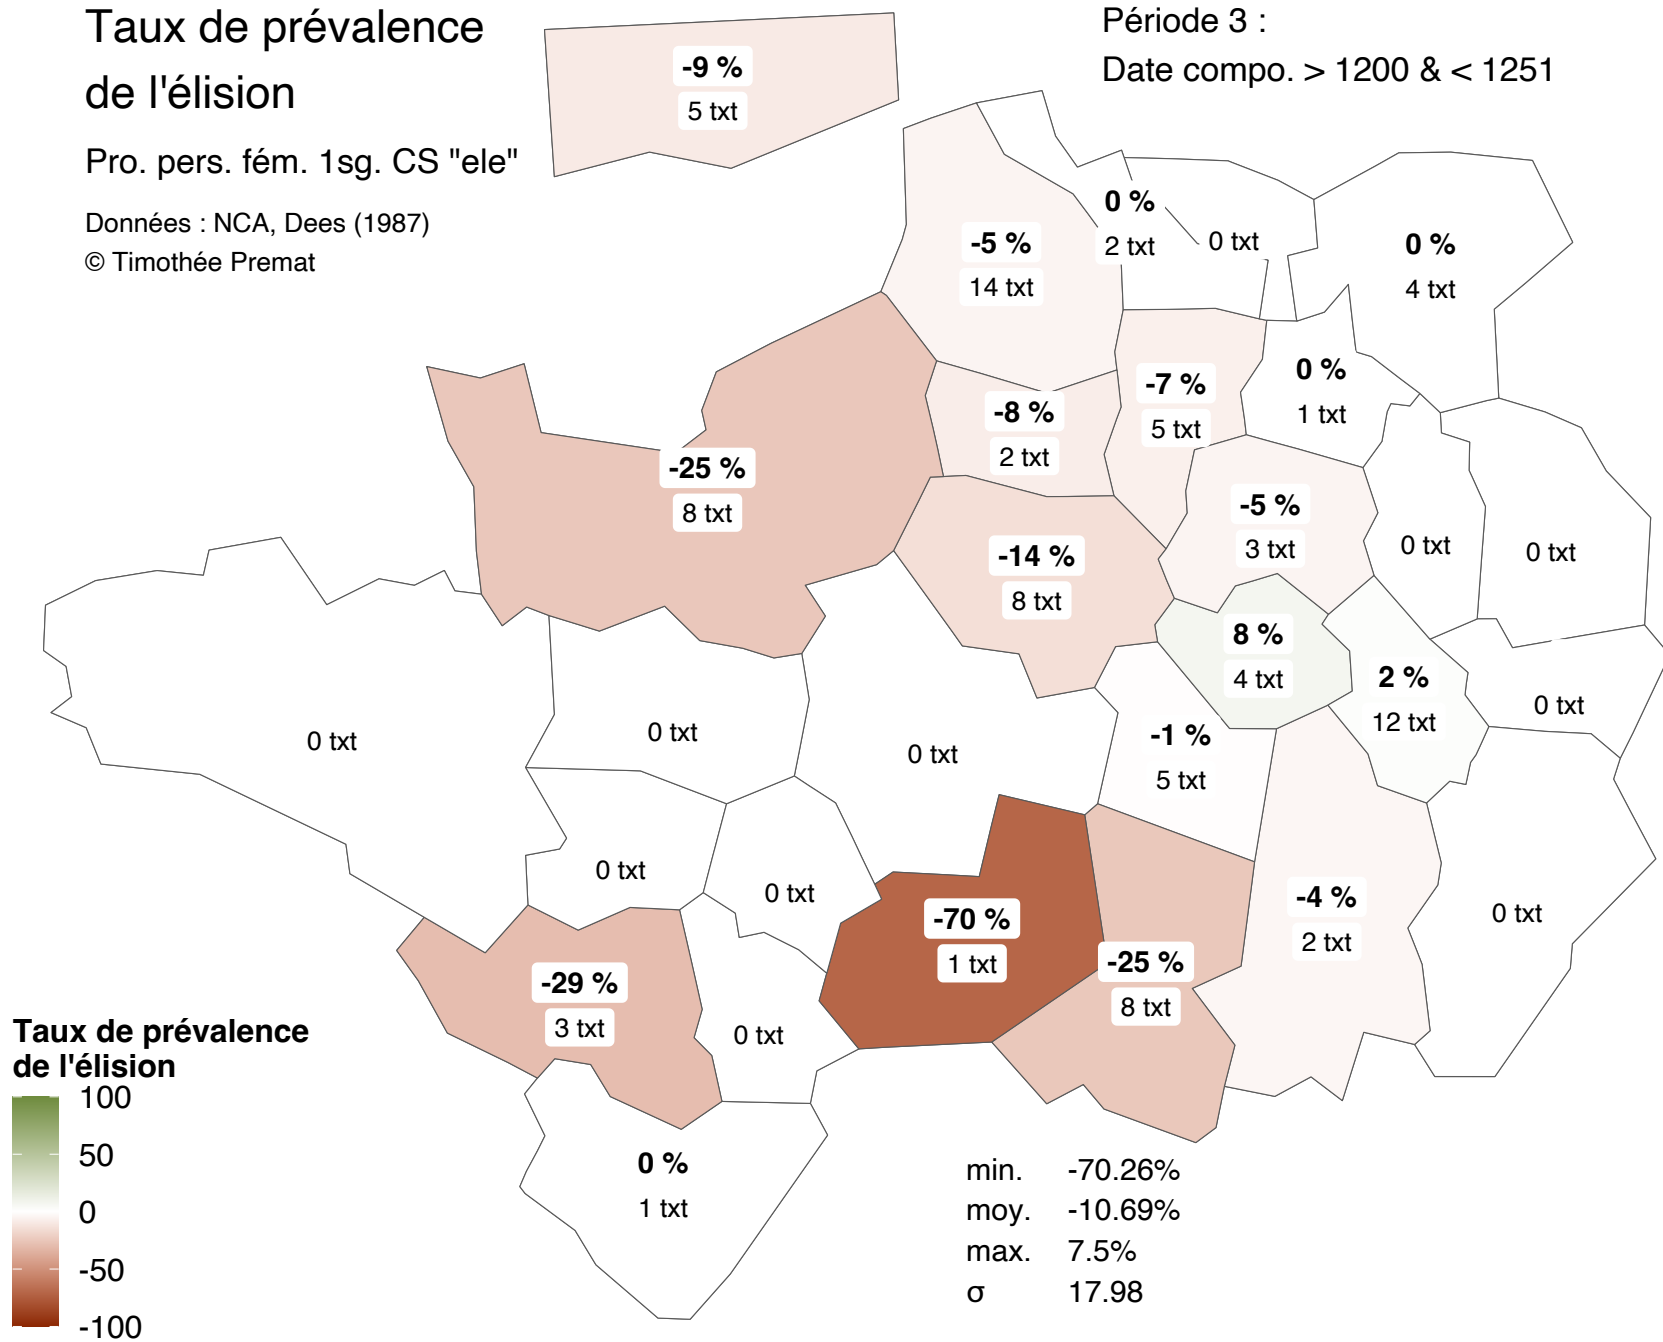 Taux de prévalence
de l'élision
Pro. pers. fém. 1sg. CS "ele"
Données : NCA, Dees (1987)
© Timothée Premat
Période 3 :
Date compo. > 1200 & < 1251
-9 %
5 txt
-5 %
14 txt
0 %
2 txt
0 txt
0 %
4 txt
-8 %
2 txt
-7 %
5 txt
0 %
1 txt
-25 %
8 txt
-14 %
8 txt
-5 %
3 txt
0 txt
0 txt
8 %
4 txt
2 %
12 txt
0 txt
0 txt
0 txt
0 txt
-1 %
5 txt
0 txt
0 txt
-70 %
1 txt
-25 %
8 txt
-4 %
2 txt
0 txt
-29 %
3 txt
0 txt
0 %
1 txt
Taux de prévalence
de l'élision
100
50
0
-50
-100
min. -70.26%
moy. -10.69%
max. 7.5%
σ 17.98